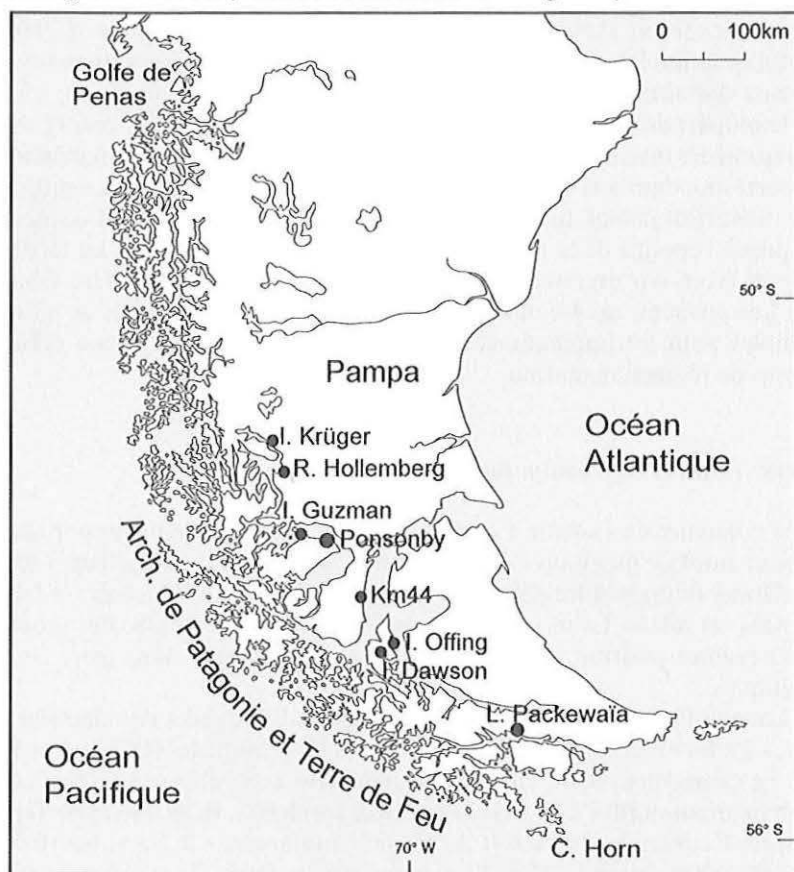 0 100km
Golfe de
Penas
50° S
Pampa
Océan
Atlantique
I. Krüger
R. Hollemberg
I. Guzman
Ponsonby
Km44
I. Offing
I. Dawson
L. Packewaïa
Arch. de Patagonie et Terre de Feu
Océan
Pacifique
56° S
70° W
C. Horn